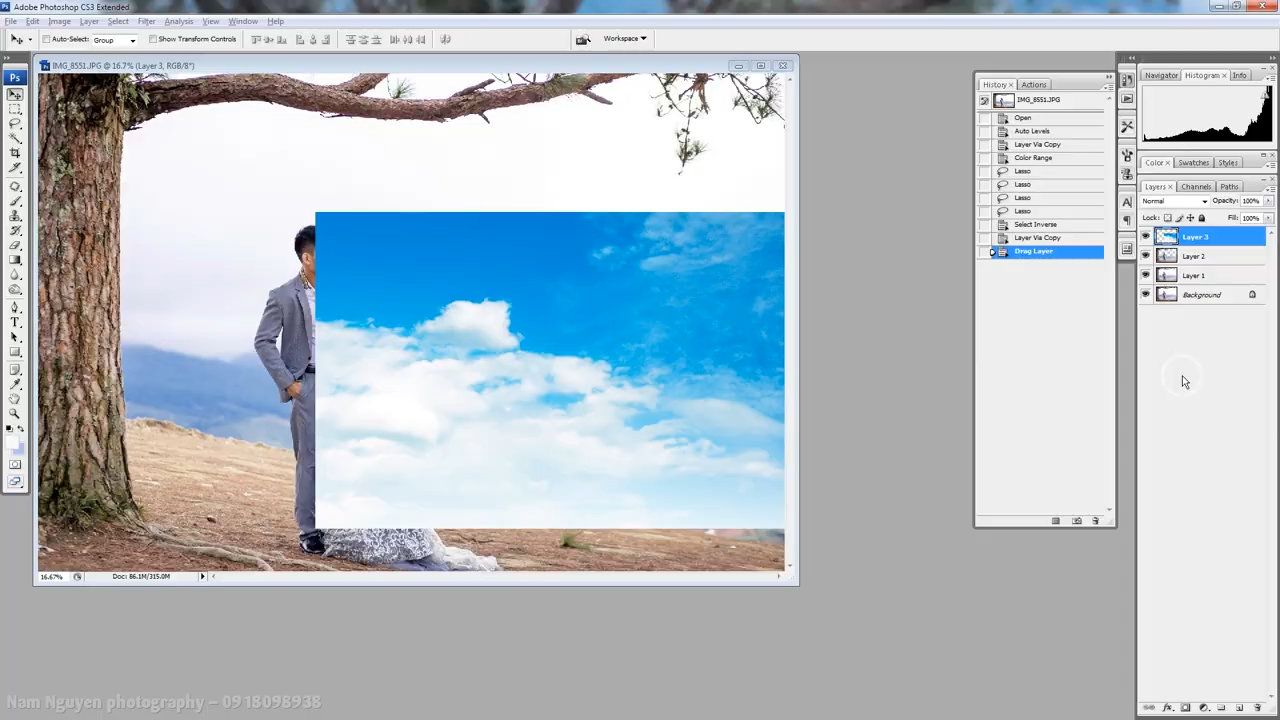 Adobe Photoshop CS3 Extended
File Edit Image Layer Select Filter Analysis View Window Help
Auto-Select: Group Show Transform Controls Workspace
Ps
IMG_8551.JPG @ 16.7% (Layer 3, RGB/8*)
16.67% Doc: 86.1M/315.0M
History × Actions
IMG_8551.JPG
Open
Auto Levels
Layer Via Copy
Color Range
Lasso
Lasso
Lasso
Lasso
Select Inverse
Layer Via Copy
Drag Layer
Navigator Histogram × Info
Color × Swatches Styles
Layers × Channels Paths
Normal Opacity: 100%
Lock: Fill: 100%
Layer 3
Layer 2
Layer 1
Background
Nam Nguyen photography – 0918098938